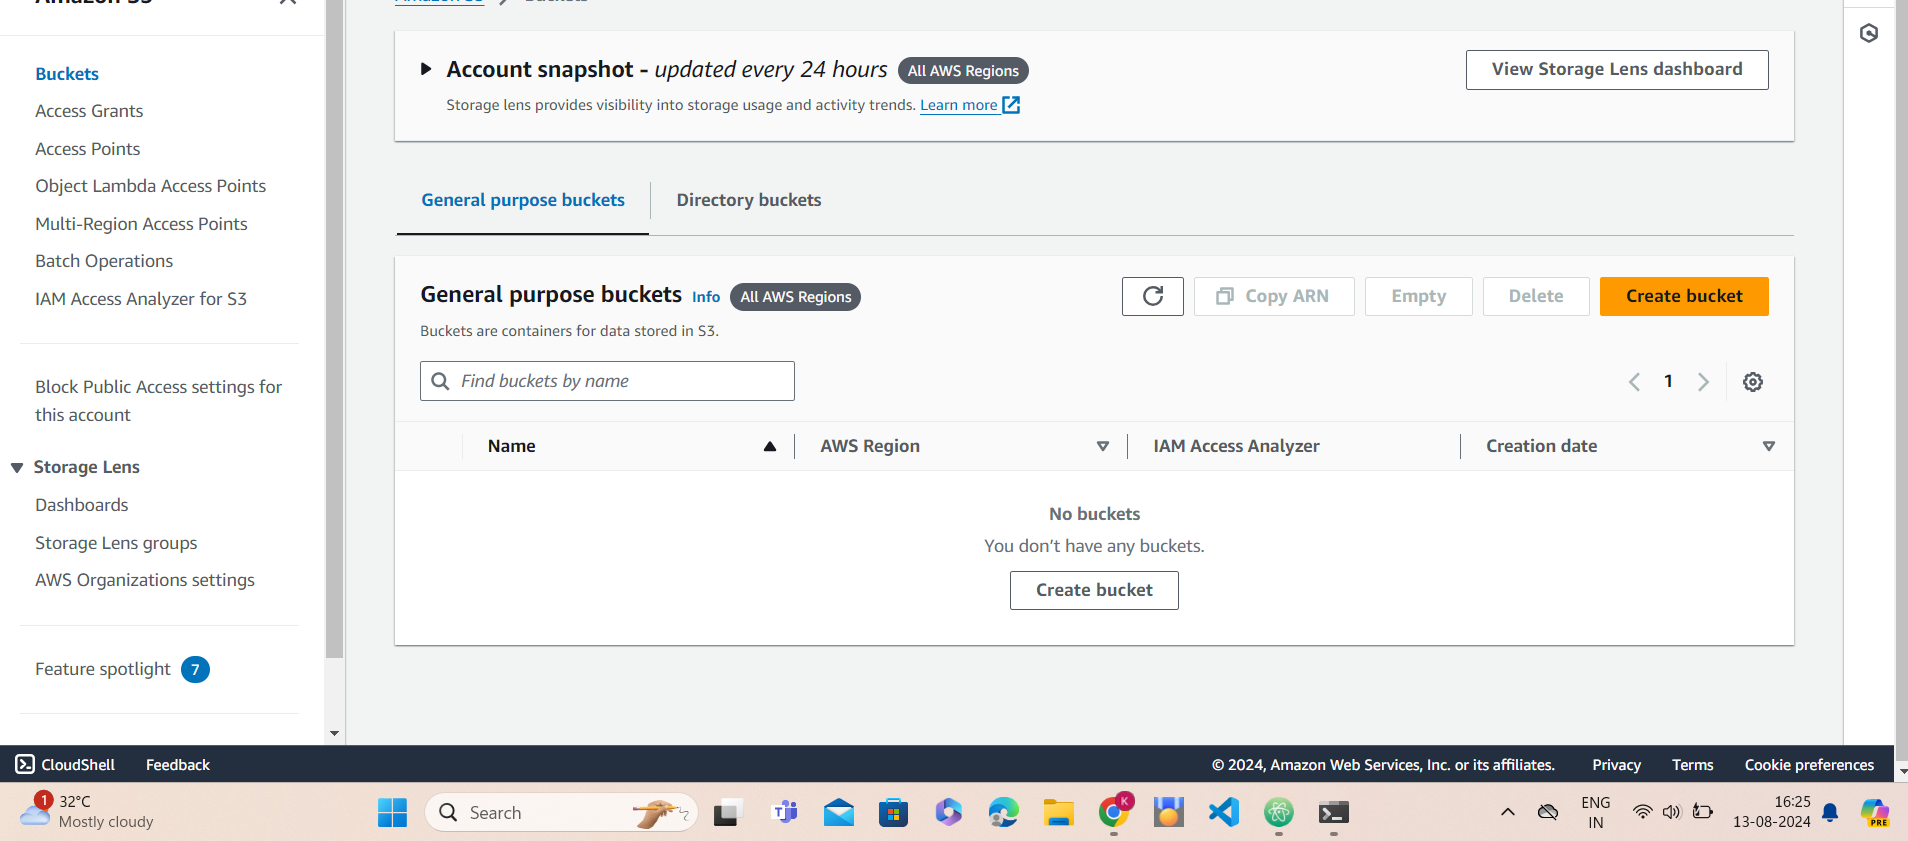 Amazon S3
Buckets
Access Grants
Access Points
Object Lambda Access Points
Multi-Region Access Points
Batch Operations
IAM Access Analyzer for S3
Block Public Access settings for
this account
Storage Lens
Dashboards
Storage Lens groups
AWS Organizations settings
Feature spotlight 7
Amazon S3 Buckets
Account snapshot - updated every 24 hours All AWS Regions
View Storage Lens dashboard
Storage lens provides visibility into storage usage and activity trends. Learn more
General purpose buckets Directory buckets
General purpose buckets Info All AWS Regions
Copy ARN Empty Delete Create bucket
Buckets are containers for data stored in S3.
Find buckets by name
1
Name AWS Region IAM Access Analyzer Creation date
No buckets
You don't have any buckets.
Create bucket
CloudShell Feedback © 2024, Amazon Web Services, Inc. or its affiliates. Privacy Terms Cookie preferences
1
32°C
Mostly cloudy
Search
K
ENG
IN
16:25
13-08-2024
PRE